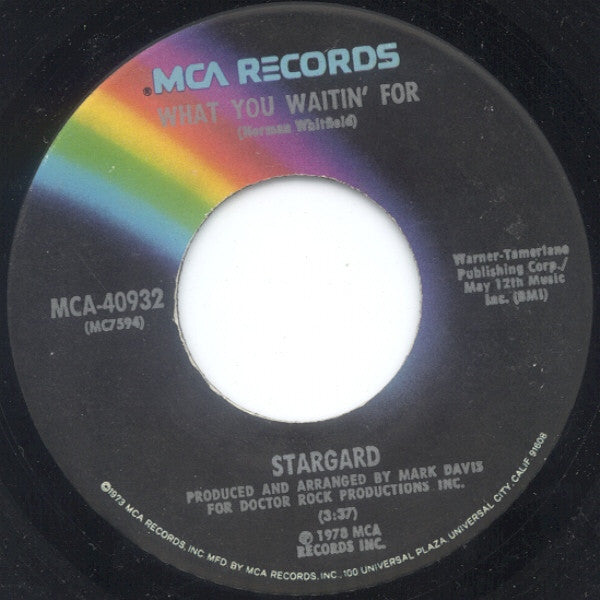 ®MCA RECORDS
WHAT YOU WAITIN' FOR
(Norman Whitfield)
MCA-40932
(MC7594)
Warner-Tamerlane
Publishing Corp./
May 12th Music
Inc. (BMI)
STARGARD
PRODUCED AND ARRANGED BY MARK DAVIS
FOR DOCTOR ROCK PRODUCTIONS INC.
(3:37)
℗ 1978 MCA
RECORDS INC.
©1973 MCA RECORDS, INC. MFD. BY MCA RECORDS, INC., 100 UNIVERSAL PLAZA, UNIVERSAL CITY, CALIF. 91608